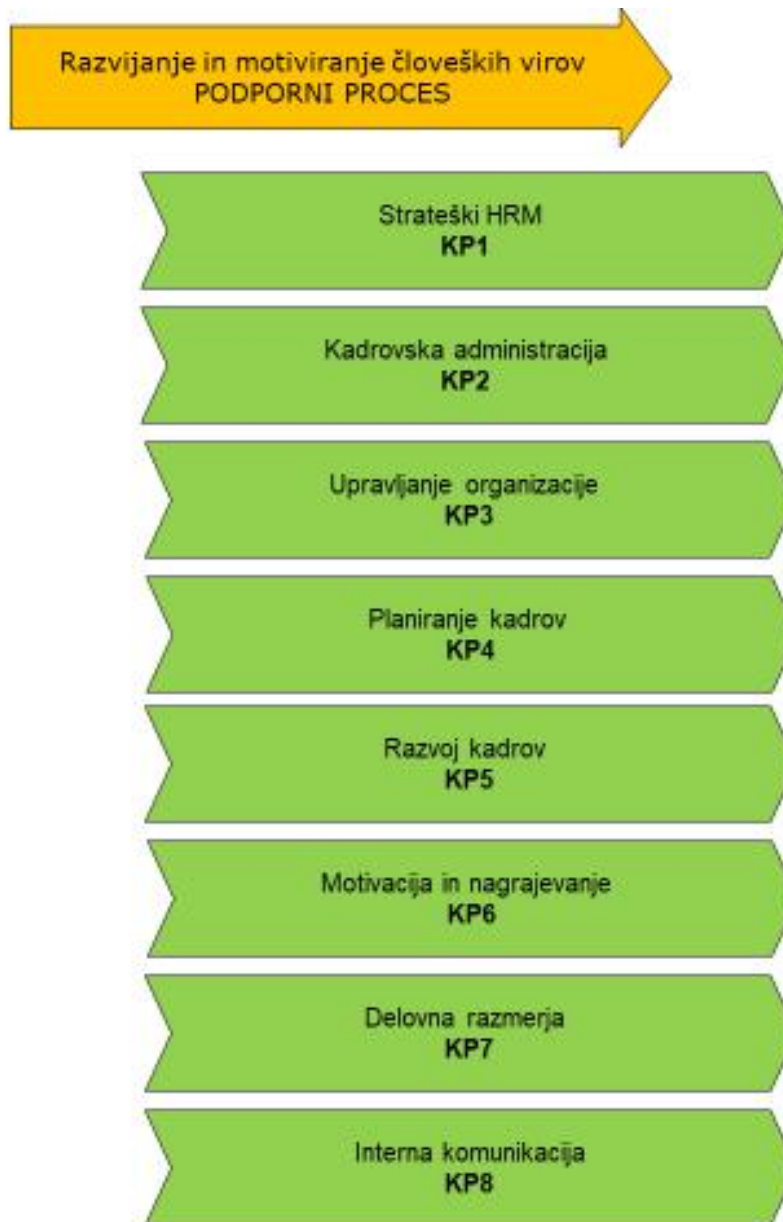 Razvijanje in motiviranje človeških virov
PODPORNI PROCES
Strateški HRM
KP1
Kadrovska administracija
KP2
Upravljanje organizacije
KP3
Planiranje kadrov
KP4
Razvoj kadrov
KP5
Motivacija in nagrajevanje
KP6
Delovna razmerja
KP7
Interna komunikacija
KP8